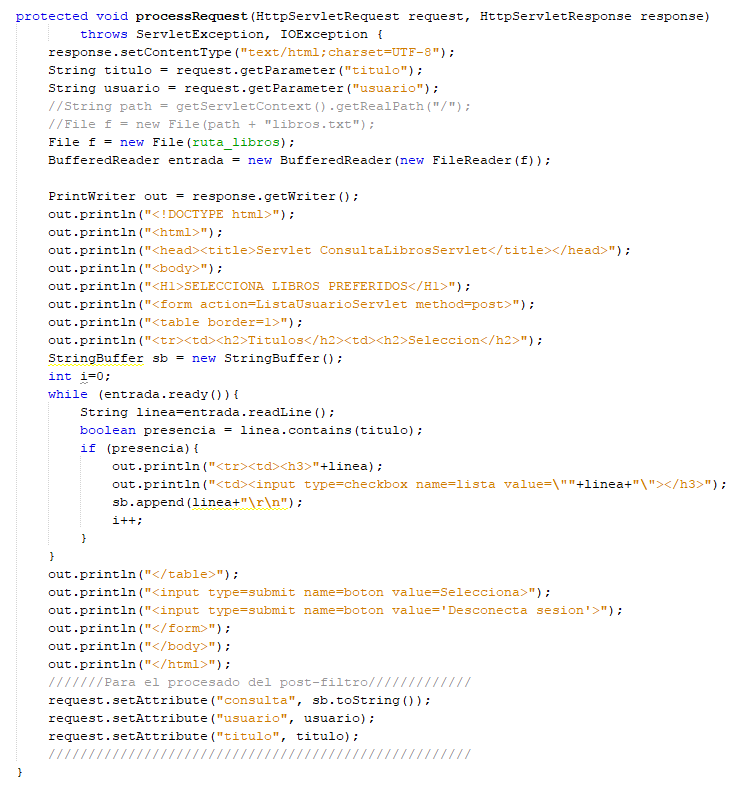 protected void processRequest(HttpServletRequest request, HttpServletResponse response)
        throws ServletException, IOException {
    response.setContentType("text/html;charset=UTF-8");
    String titulo = request.getParameter("titulo");
    String usuario = request.getParameter("usuario");
    //String path = getServletContext().getRealPath("/");
    //File f = new File(path + "libros.txt");
    File f = new File(ruta_libros);
    BufferedReader entrada = new BufferedReader(new FileReader(f));

    PrintWriter out = response.getWriter();
    out.println("<!DOCTYPE html>");
    out.println("<html>");
    out.println("<head><title>Servlet ConsultaLibrosServlet</title></head>");
    out.println("<body>");
    out.println("<H1>SELECCIONA LIBROS PREFERIDOS</H1>");
    out.println("<form action=ListaUsuarioServlet method=post>");
    out.println("<table border=1>");
    out.println("<tr><td><h2>Titulos</h2><td><h2>Seleccion</h2>");
    StringBuffer sb = new StringBuffer();
    int i=0;
    while (entrada.ready()){
        String linea=entrada.readLine();
        boolean presencia = linea.contains(titulo);
        if (presencia){
            out.println("<tr><td><h3>"+linea);
            out.println("<td><input type=checkbox name=lista value=\""+linea+"\"></h3>");
            sb.append(linea+"\r\n");
            i++;
        }
    }
    out.println("</table>");
    out.println("<input type=submit name=boton value=Selecciona>");
    out.println("<input type=submit name=boton value='Desconecta sesion'>");
    out.println("</form>");
    out.println("</body>");
    out.println("</html>");
    ///////Para el procesado del post-filtro/////////////
    request.setAttribute("consulta", sb.toString());
    request.setAttribute("usuario", usuario);
    request.setAttribute("titulo", titulo);
    /////////////////////////////////////////////////////
}